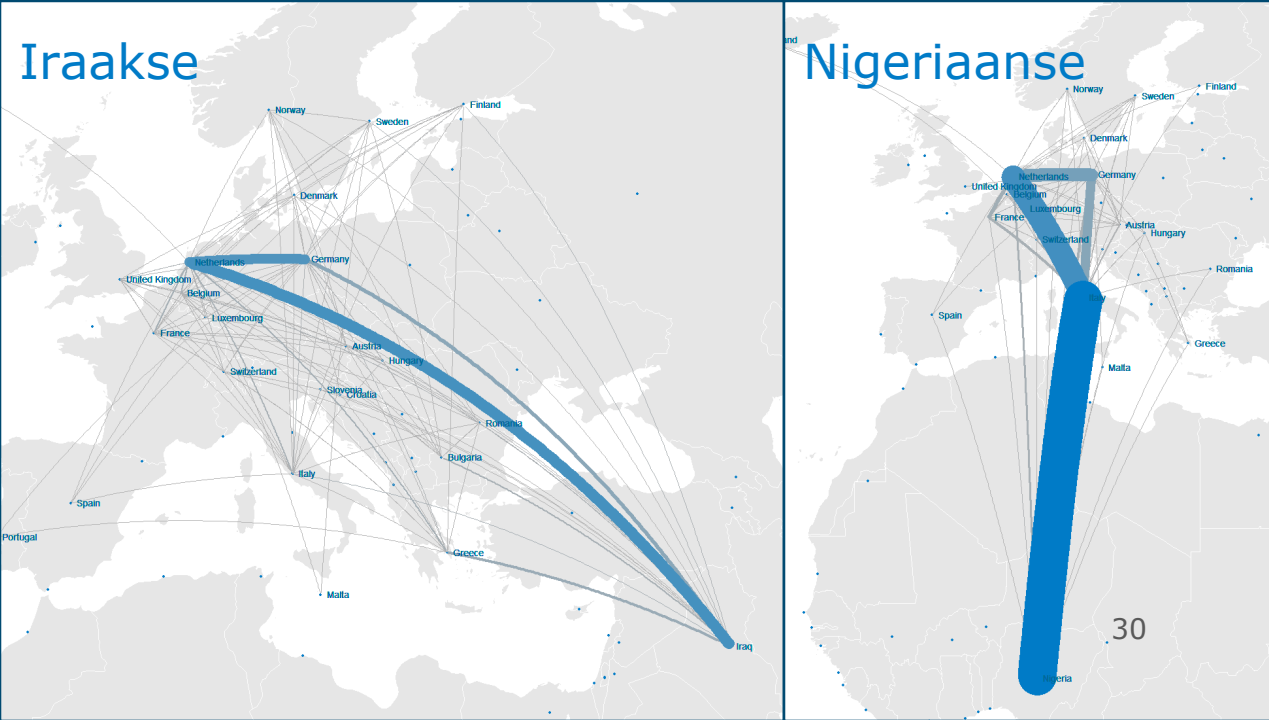 Iraakse
Norway
Finland
Sweden
Denmark
Netherlands
Germany
United Kingdom
Belgium
Luxembourg
France
Austria
Hungary
Switzerland
Slovenia
Croatia
Romania
Bulgaria
Italy
Spain
Portugal
Greece
Malta
Iraq
and
Nigeriaanse
Norway
Sweden
Finland
Denmark
Netherlands
Germany
United Kingdom
Belgium
Luxembourg
France
Austria
Hungary
Switzerland
Romania
Italy
Spain
Greece
Malta
30
Nigeria